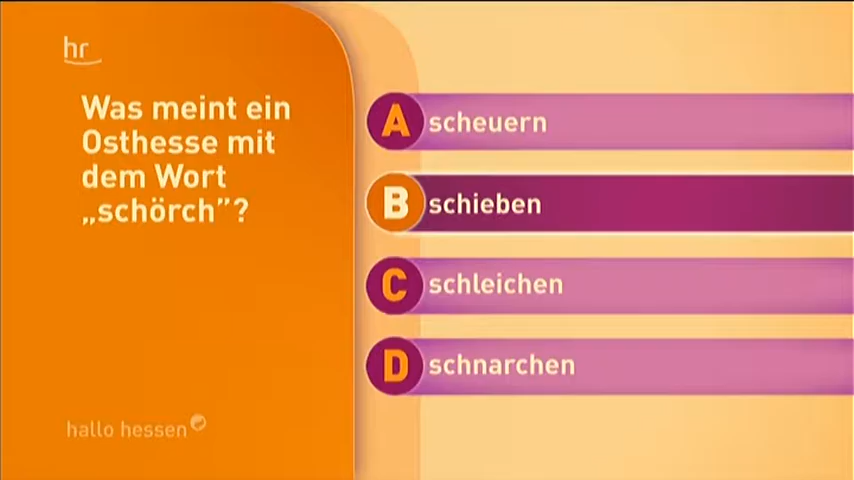 hr
Was meint ein
Osthesse mit
dem Wort
„schörch”?
A scheuern
B schieben
C schleichen
D schnarchen
hallo hessen